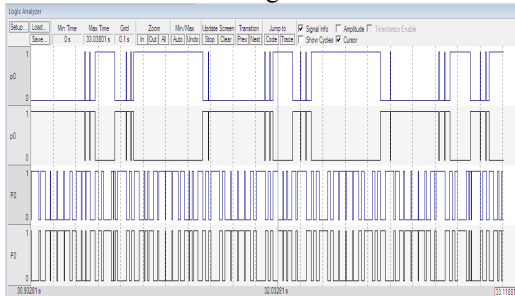 Logic Analyzer
Setup... Load... Min Time Max Time Grid Zoom Min/Max Update Screen Transition Jump to Signal Info Amplitude Timestamps Enable
Save... 0 s 33.03801 s 0.1 s In Out All Auto Undo Stop Clear Prev Next Code Trace Show Cycles Cursor
1
p0
0
1
p0
0
1
P0
0
1
P0
0
30.93281 s 32.03281 s